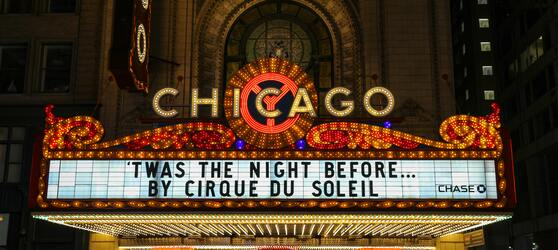 CHICAGO
'TWAS THE NIGHT BEFORE...
BY CIRQUE DU SOLEIL
CHASE